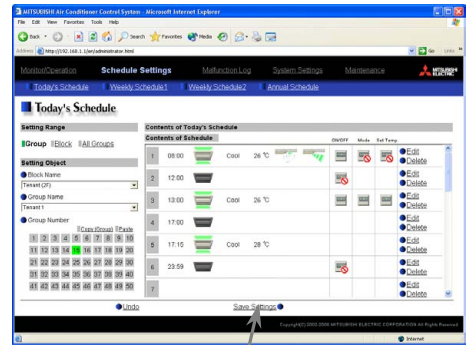 MITSUBISHI Air Conditioner Control System - Microsoft Internet Explorer
File Edit View Favorites Tools Help
Back Search Favorites Media
Address http://192.168.1.1/en/administrator.html Go Links
Monitor/Operation Schedule Settings Malfunction Log System Settings Maintenance MITSUBISHI ELECTRIC
Today's Schedule Weekly Schedule1 Weekly Schedule2 Annual Schedule
Today's Schedule
Setting Range
Group Block All Groups
Setting Object
Block Name
Tenant (2F)
Group Name
Tenant 1
Group Number
Copy (Group) Paste
1 2 3 4 5 6 7 8 9 10
11 12 13 14 15 16 17 18 19 20
21 22 23 24 25 26 27 28 29 30
31 32 33 34 35 36 37 38 39 40
41 42 43 44 45 46 47 48 49 50
Contents of Today's Schedule
Contents of Schedule ON/OFF Mode Set Temp
1 08:00 Cool 26 °C Edit
Delete
2 12:00 Edit
Delete
3 13:00 Cool 26 °C Edit
Delete
4 17:00 Edit
Delete
5 17:15 Cool 28 °C Edit
Delete
6 23:59 Edit
Delete
7 Edit
Delete
Undo Save Settings
Copyright(C) 2003-2008 MITSUBISHI ELECTRIC CORPORATION All Rights Reserved
Internet